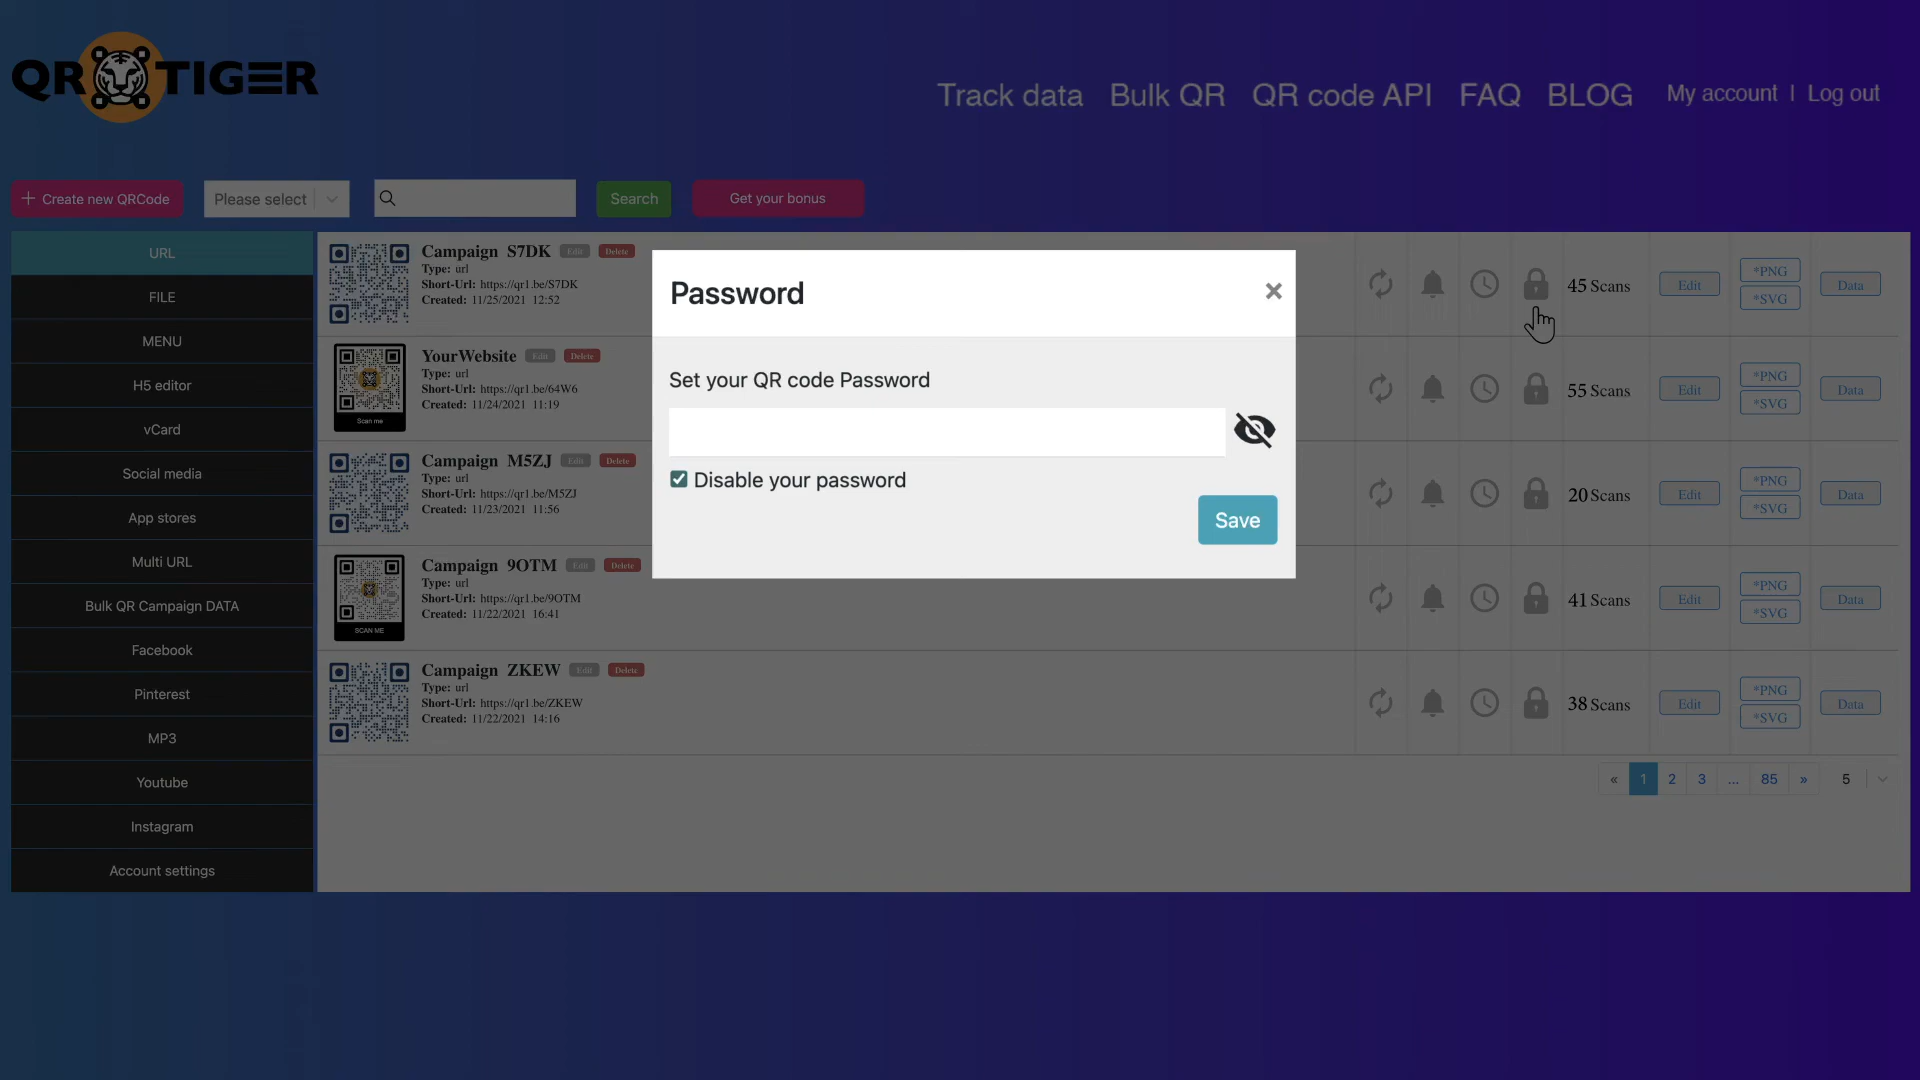 QR TIGER
Track data Bulk QR QR code API FAQ BLOG My account | Log out
+ Create new QRCode Please select Search Get your bonus
URL
FILE
MENU
H5 editor
vCard
Social media
App stores
Multi URL
Bulk QR Campaign DATA
Facebook
Pinterest
MP3
Youtube
Instagram
Account settings
Campaign S7DK Edit Delete
Type: url
Short-Url: https://qr1.be/S7DK
Created: 11/25/2021 12:52
45 Scans Edit *PNG *SVG Data
YourWebsite Edit Delete
Type: url
Short-Url: https://qr1.be/64W6
Created: 11/24/2021 11:19
Scan me
55 Scans Edit *PNG *SVG Data
Campaign M5ZJ Edit Delete
Type: url
Short-Url: https://qr1.be/M5ZJ
Created: 11/23/2021 11:56
20 Scans Edit *PNG *SVG Data
Campaign 9OTM Edit Delete
Type: url
Short-Url: https://qr1.be/9OTM
Created: 11/22/2021 16:41
SCAN ME
41 Scans Edit *PNG *SVG Data
Campaign ZKEW Edit Delete
Type: url
Short-Url: https://qr1.be/ZKEW
Created: 11/22/2021 14:16
38 Scans Edit *PNG *SVG Data
« 1 2 3 ... 85 » 5
Password ×
Set your QR code Password
Disable your password
Save